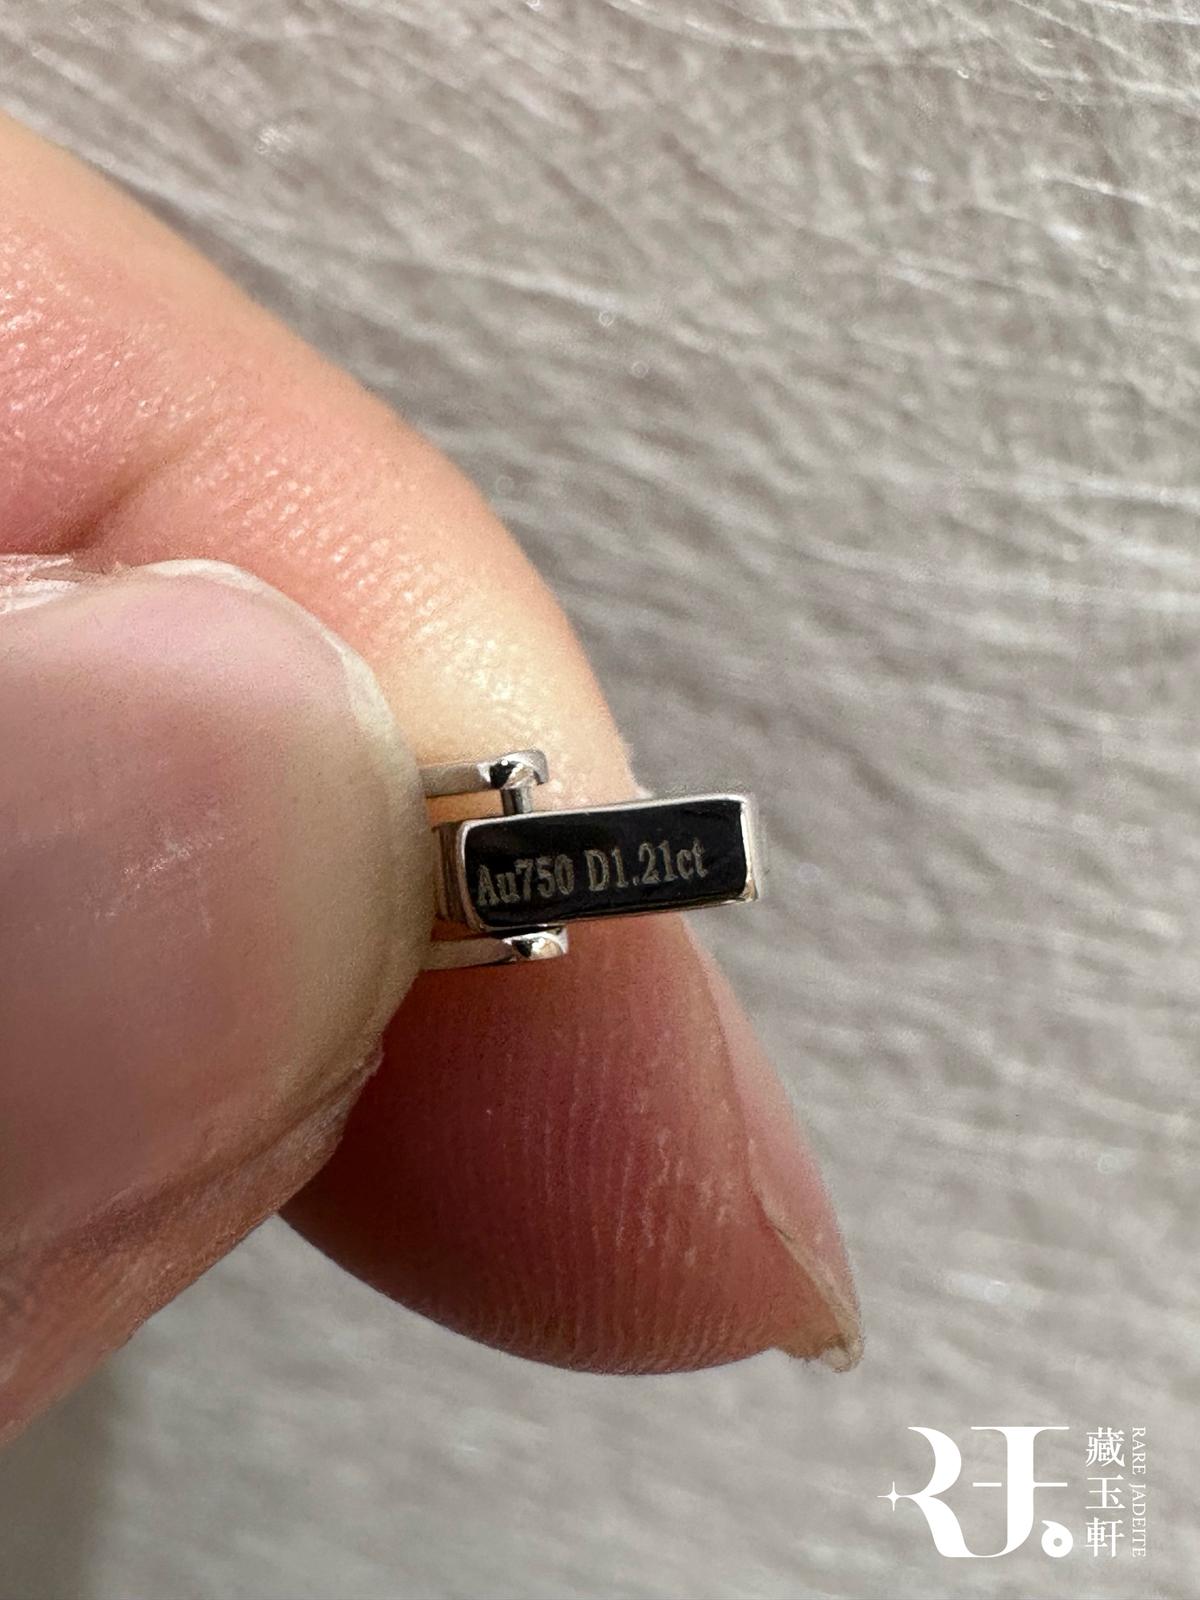 Au750 D1.21ct
RJ.
藏玉軒
RARE JADEITE